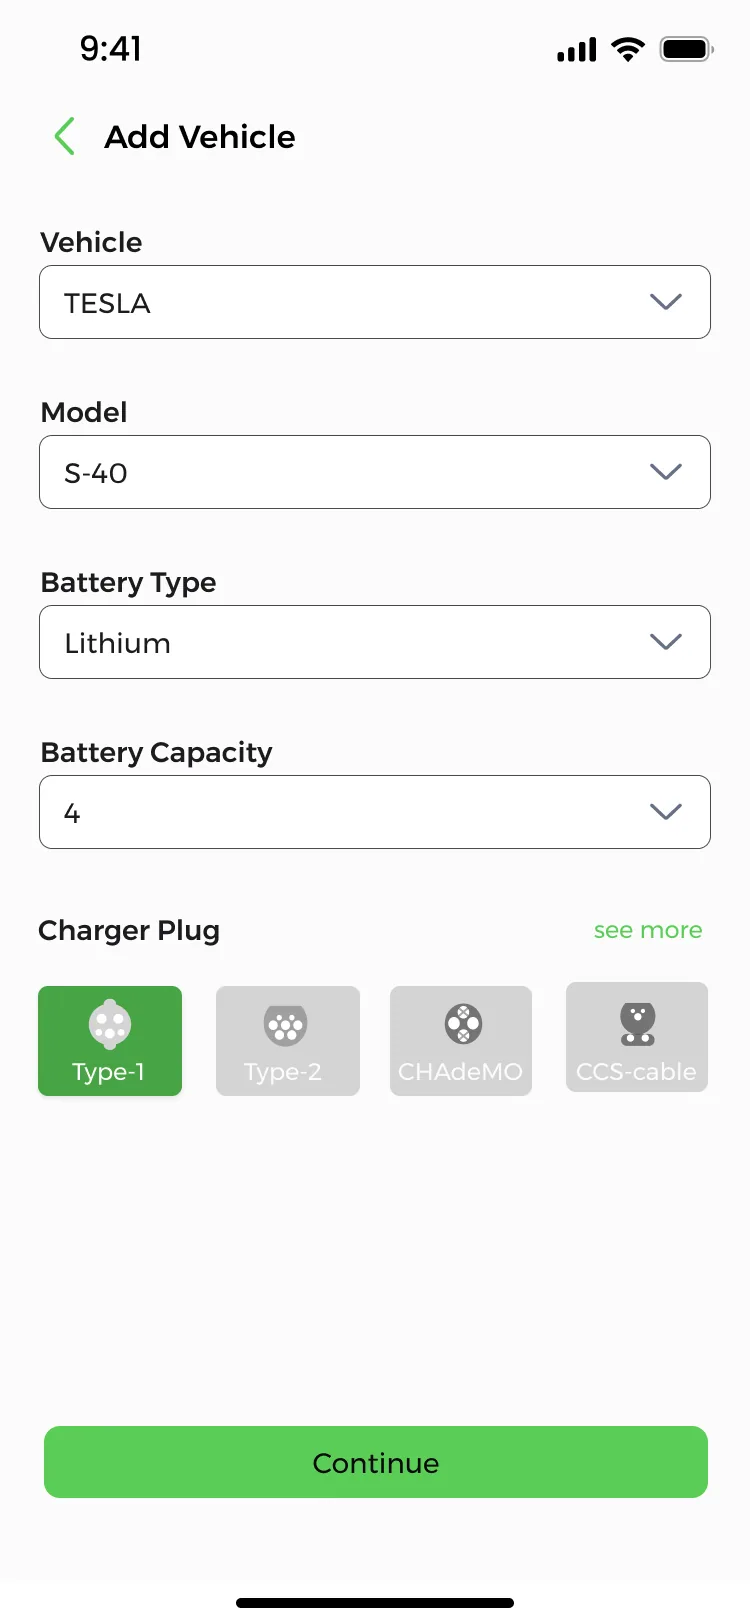 9:41
Add Vehicle
Vehicle
TESLA
Model
S-40
Battery Type
Lithium
Battery Capacity
4
Charger Plug
see more
Type-1
Type-2
CHAdeMO
CCS-cable
Continue